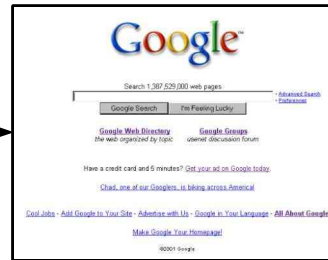 Google
Search 1,387,529,000 web pages
- Advanced Search
- Preferences
Google Search I'm Feeling Lucky
Google Web Directory Google Groups
the web organized by topic usenet discussion forum
Have a credit card and 5 minutes? Get your ad on Google today.
Chad, one of our Googlers, is biking across America!
Cool Jobs - Add Google to Your Site - Advertise with Us - Google in Your Language - All About Google
Make Google Your Homepage!
©2001 Google